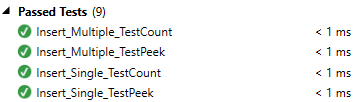 Passed Tests (9)
Insert_Multiple_TestCount < 1 ms
Insert_Multiple_TestPeek < 1 ms
Insert_Single_TestCount < 1 ms
Insert_Single_TestPeek < 1 ms